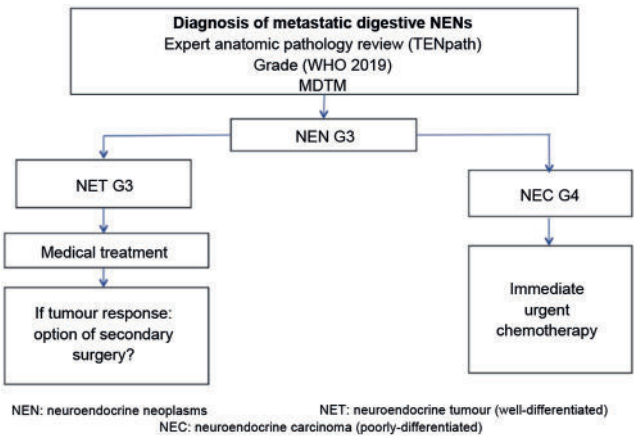 Diagnosis of metastatic digestive NENs
Expert anatomic pathology review (TENpath)
Grade (WHO 2019)
MDTM
NEN G3
NET G3
NEC G4
Medical treatment
If tumour response:
option of secondary
surgery?
Immediate
urgent
chemotherapy
NEN: neuroendocrine neoplasms
NET: neuroendocrine tumour (well-differentiated)
NEC: neuroendocrine carcinoma (poorly-differentiated)